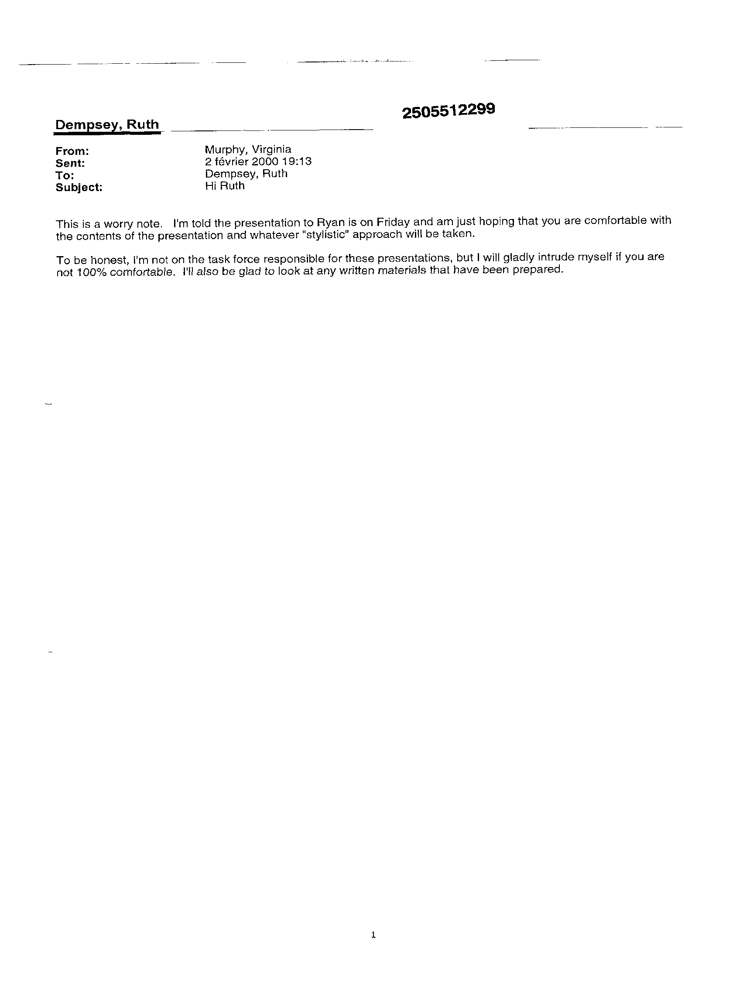 2505512299
Dempsey, Ruth
From: Murphy, Virginia
Sent: 2 février 2000 19:13
To: Dempsey, Ruth
Subject: Hi Ruth
This is a worry note. I'm told the presentation to Ryan is on Friday and am just hoping that you are comfortable with
the contents of the presentation and whatever "stylistic" approach will be taken.
To be honest, I'm not on the task force responsible for these presentations, but I will gladly intrude myself if you are
not 100% comfortable. I'll also be glad to look at any written materials that have been prepared.
1